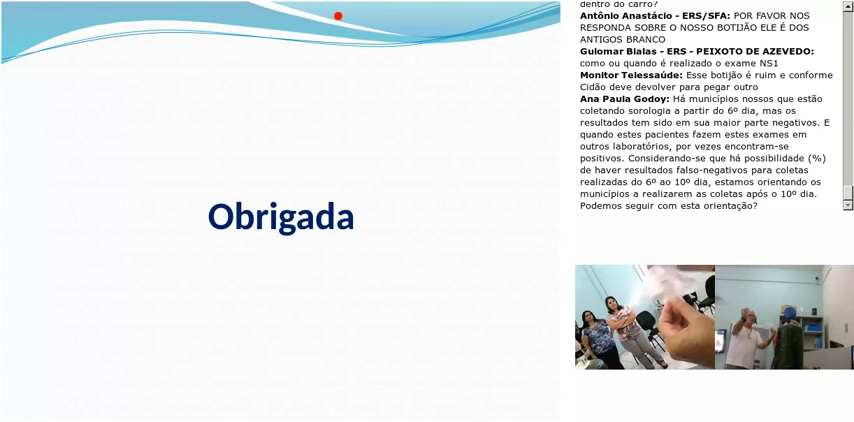 Obrigada
dentro do carro?
Antônio Anastácio - ERS/SFA: POR FAVOR NOS
RESPONDA SOBRE O NOSSO BOTIJÃO ELE É DOS
ANTIGOS BRANCO
Guiomar Bialas - ERS - PEIXOTO DE AZEVEDO:
como ou quando é realizado o exame NS1
Monitor Telessaúde: Esse botijão é ruim e conforme
Cidão deve devolver para pegar outro
Ana Paula Godoy: Há municípios nossos que estão
coletando sorologia a partir do 6º dia, mas os
resultados tem sido em sua maior parte negativos. E
quando estes pacientes fazem estes exames em
outros laboratórios, por vezes encontram-se
positivos. Considerando-se que há possibilidade (%)
de haver resultados falso-negativos para coletas
realizadas do 6º ao 10º dia, estamos orientando os
municípios a realizarem as coletas após o 10º dia.
Podemos seguir com esta orientação?